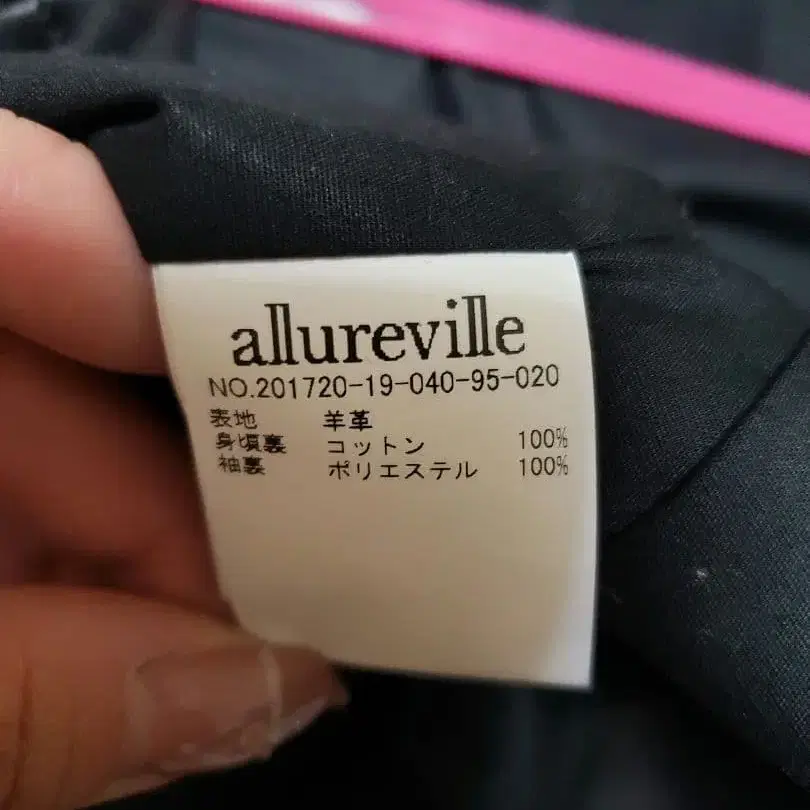 allureville
NO.201720-19-040-95-020
表地 羊革
身頃裏 コットン 100%
袖裏 ポリエステル 100%